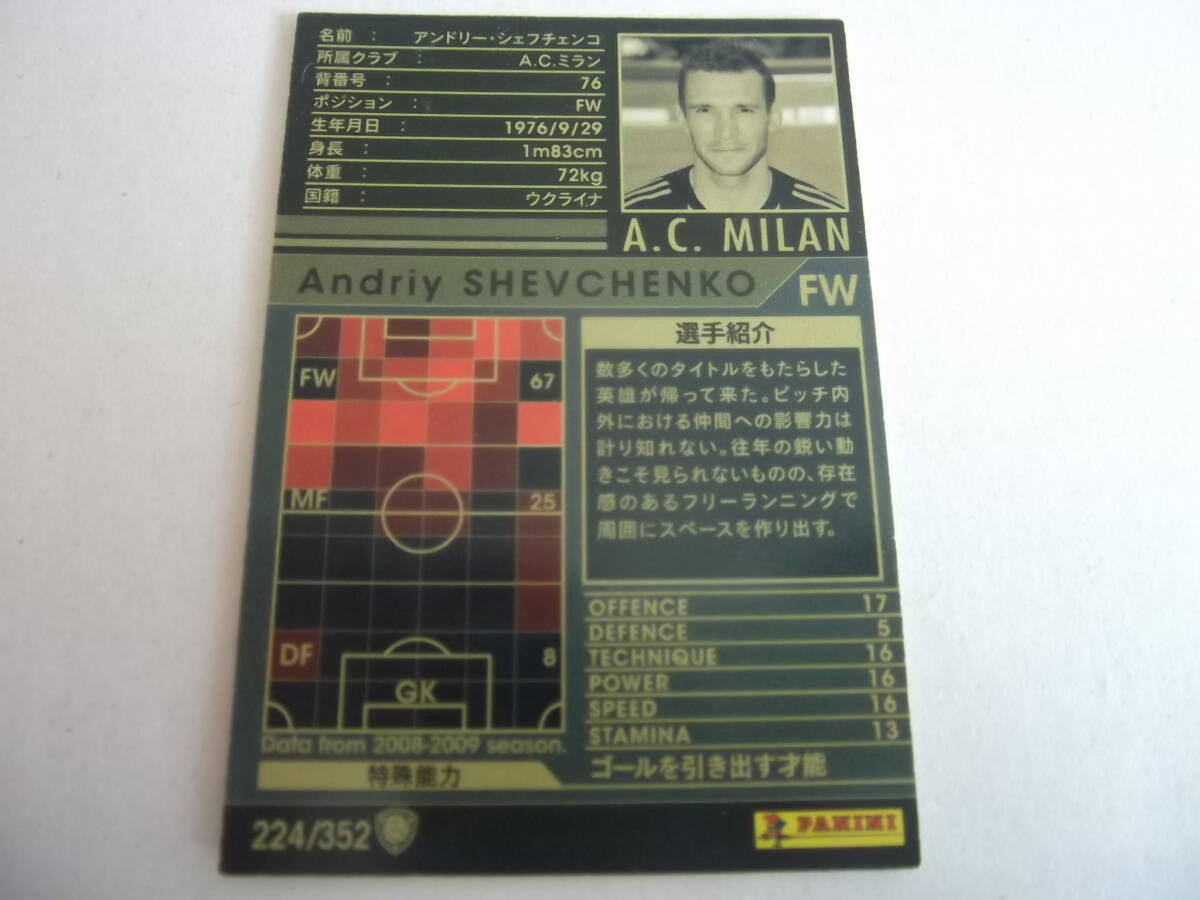 名前 : アンドリー・シェフチェンコ
所属クラブ : A.C.ミラン
背番号 : 76
ポジション : FW
生年月日 : 1976/9/29
身長 : 1m83cm
体重 : 72kg
国籍 : ウクライナ
A.C. MILAN
Andriy SHEVCHENKO
FW
FW 67
MF 25
DF 8
GK
Data from 2008-2009 season.
選手紹介
数多くのタイトルをもたらした
英雄が帰って来た。ピッチ内
外における仲間への影響力は
計り知れない。往年の鋭い動
きこそ見られないものの、存在
感のあるフリーランニングで
周囲にスペースを作り出す。
OFFENCE 17
DEFENCE 5
TECHNIQUE 16
POWER 16
SPEED 16
STAMINA 13
特殊能力
ゴールを引き出す才能
224/352
PANINI